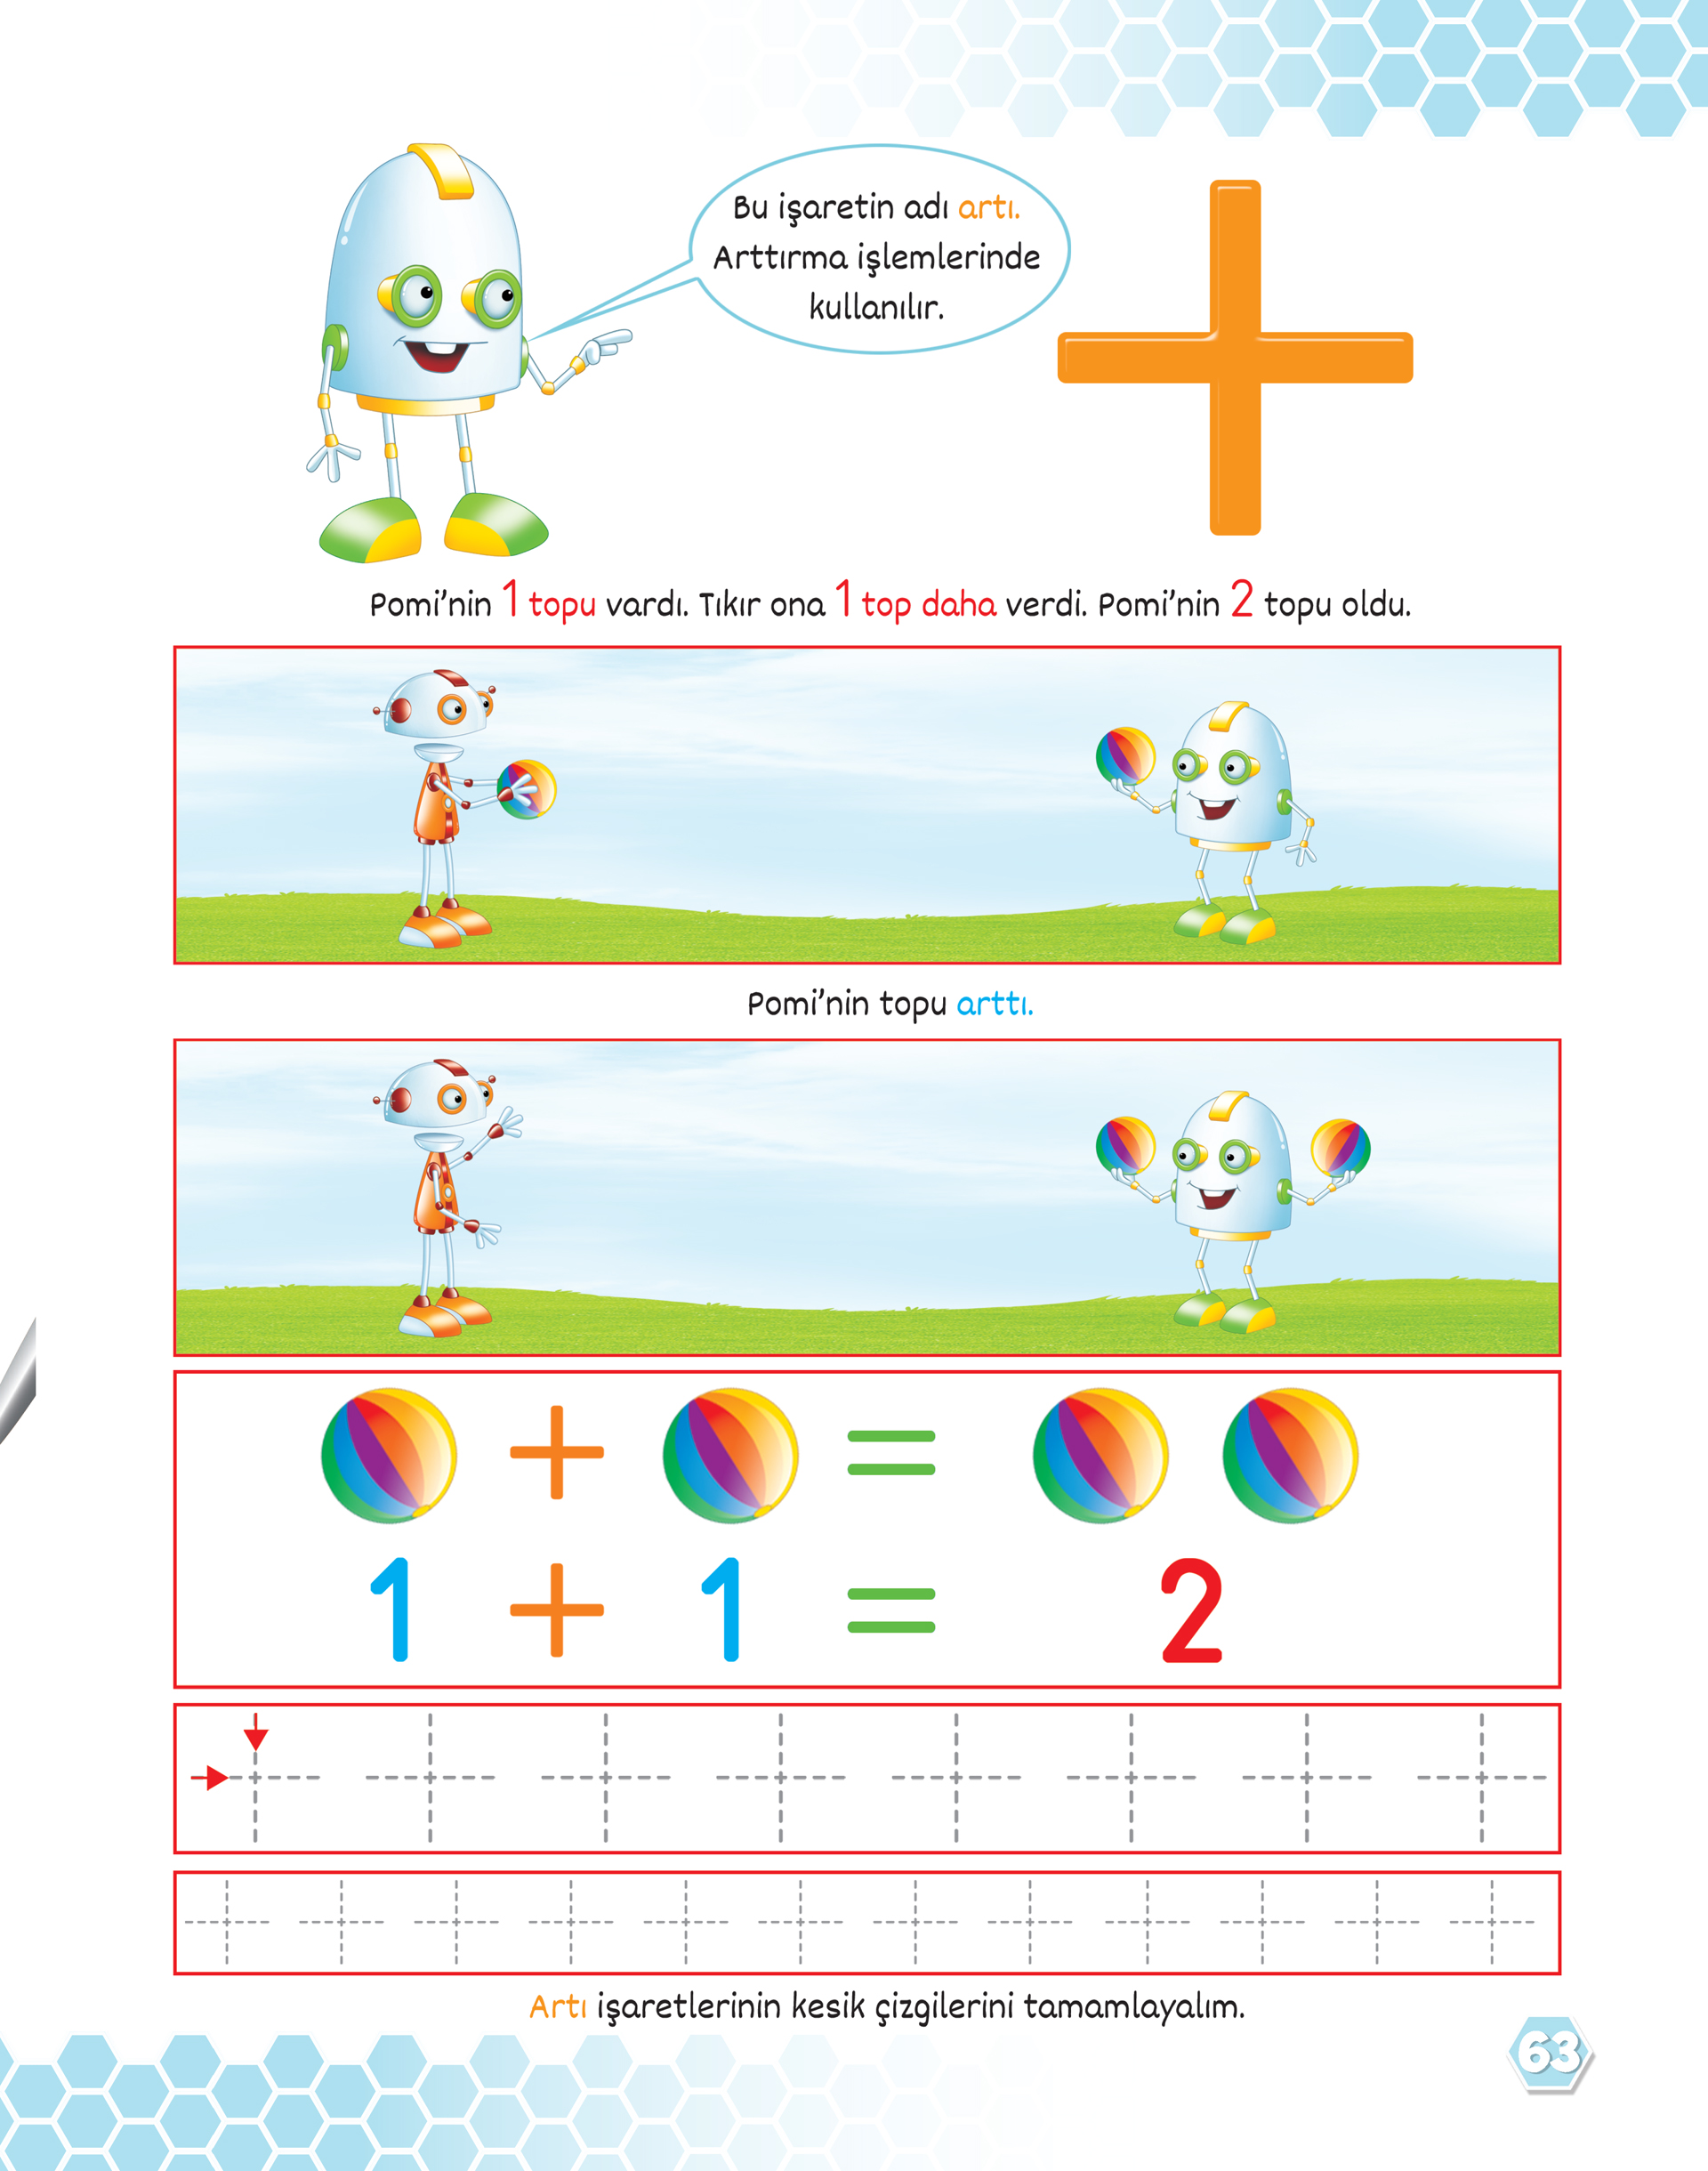 Bu işaretin adı artı.
Arttırma işlemlerinde
kullanılır.
Pomi’nin 1 topu vardı. Tıkır ona 1 top daha verdi. Pomi’nin 2 topu oldu.
Pomi’nin topu arttı.
+ =
1 + 1 = 2
Artı işaretlerinin kesik çizgilerini tamamlayalım.
63